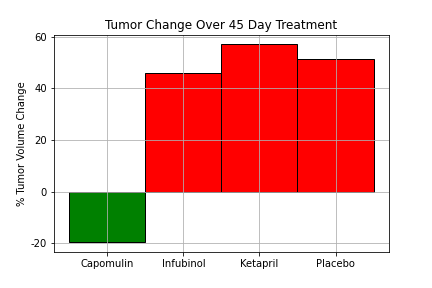 Tumor Change Over 45 Day Treatment
% Tumor Volume Change
60
40
20
0
-20
Capomulin Infubinol Ketapril Placebo